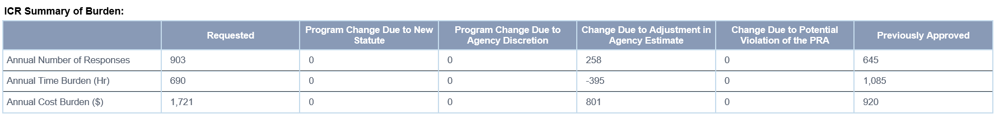 ICR Summary of Burden:
Requested Program Change Due to New Statute Program Change Due to Agency Discretion Change Due to Adjustment in Agency Estimate Change Due to Potential Violation of the PRA Previously Approved
Annual Number of Responses 903 0 0 258 0 645
Annual Time Burden (Hr) 690 0 0 -395 0 1,085
Annual Cost Burden ($) 1,721 0 0 801 0 920